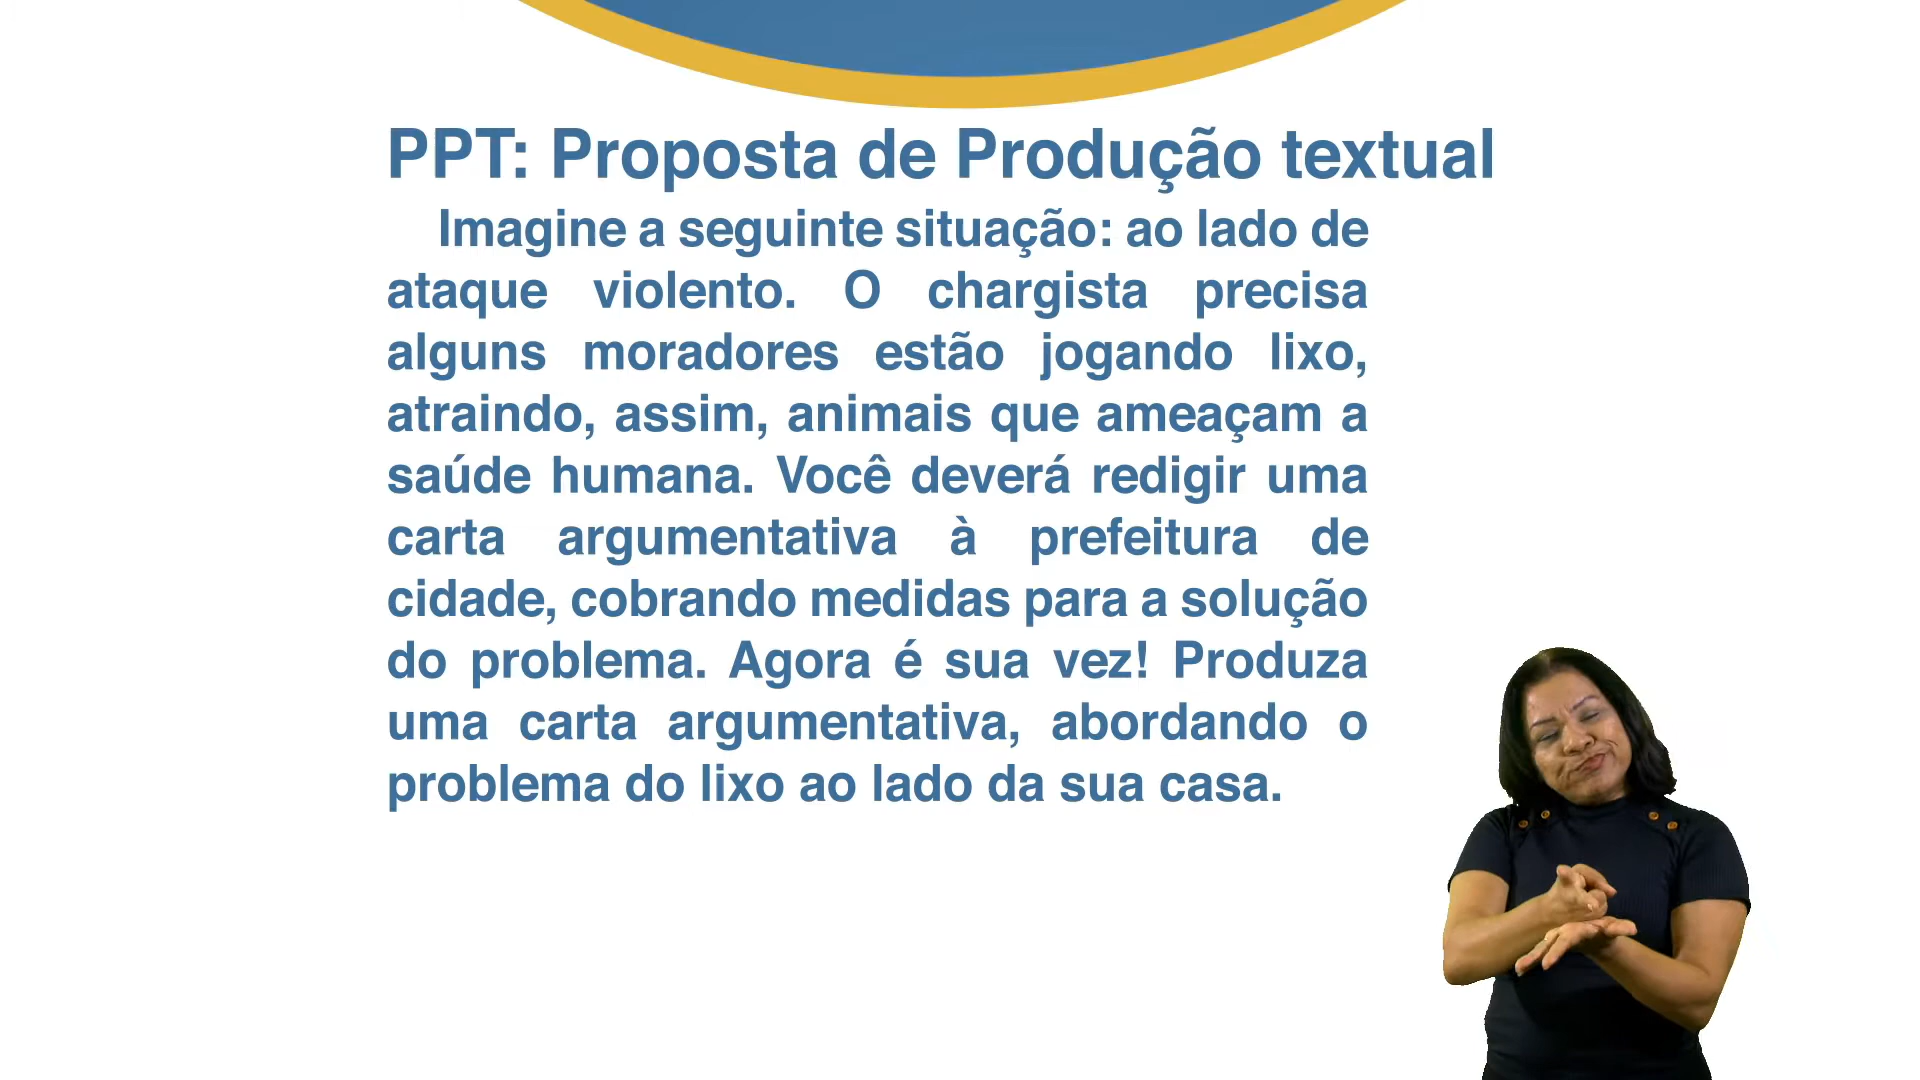 PPT: Proposta de Produção textual
Imagine a seguinte situação: ao lado de
ataque violento. O chargista precisa
alguns moradores estão jogando lixo,
atraindo, assim, animais que ameaçam a
saúde humana. Você deverá redigir uma
carta argumentativa à prefeitura de
cidade, cobrando medidas para a solução
do problema. Agora é sua vez! Produza
uma carta argumentativa, abordando o
problema do lixo ao lado da sua casa.